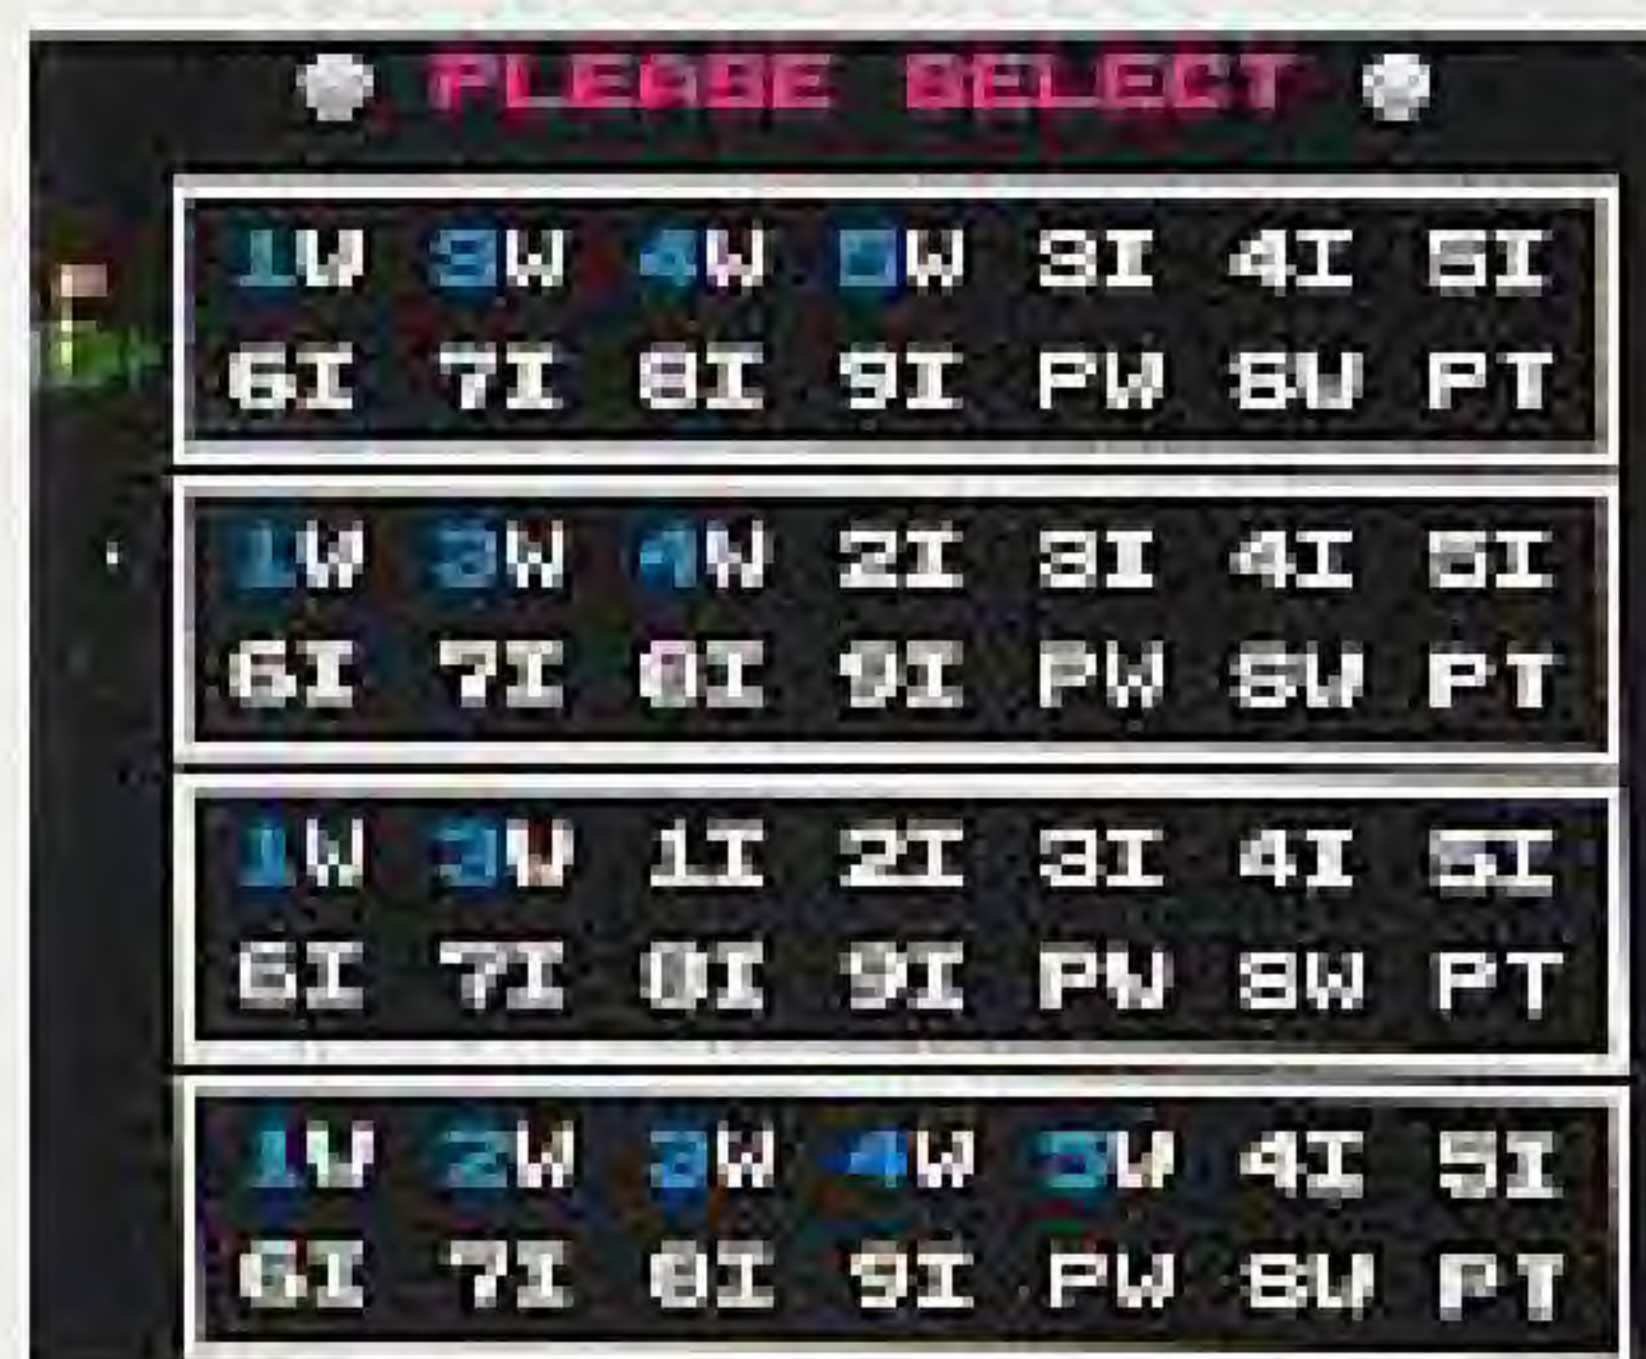 PLEASE SELECT
1W 3W 4W 5W 3I 4I 5I
6I 7I 8I 9I PW SW PT
1W 3W 4W 2I 3I 4I 5I
6I 7I 8I 9I PW SW PT
1W 3W 1I 2I 3I 4I 5I
6I 7I 8I 9I PW SW PT
1W 2W 3W 4W 5W 4I 5I
6I 7I 8I 9I PW SW PT